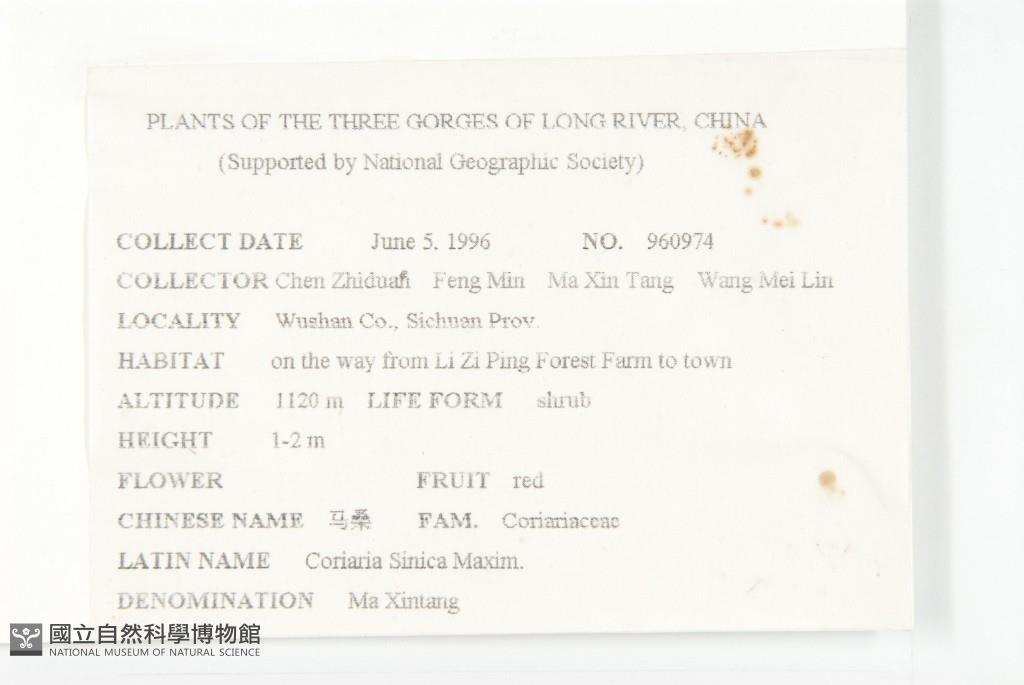 PLANTS OF THE THREE GORGES OF LONG RIVER, CHINA
(Supported by National Geographic Society)
COLLECT DATE June 5. 1996 NO. 960974
COLLECTOR Chen Zhiduan Feng Min Ma Xin Tang Wang Mei Lin
LOCALITY Wushan Co., Sichuan Prov.
HABITAT on the way from Li Zi Ping Forest Farm to town
ALTITUDE 1120 m LIFE FORM shrub
HEIGHT 1-2 m
FLOWER FRUIT red
CHINESE NAME 马桑 FAM. Coriariaceae
LATIN NAME Coriaria Sinica Maxim.
DENOMINATION Ma Xintang
國立自然科學博物館
NATIONAL MUSEUM OF NATURAL SCIENCE